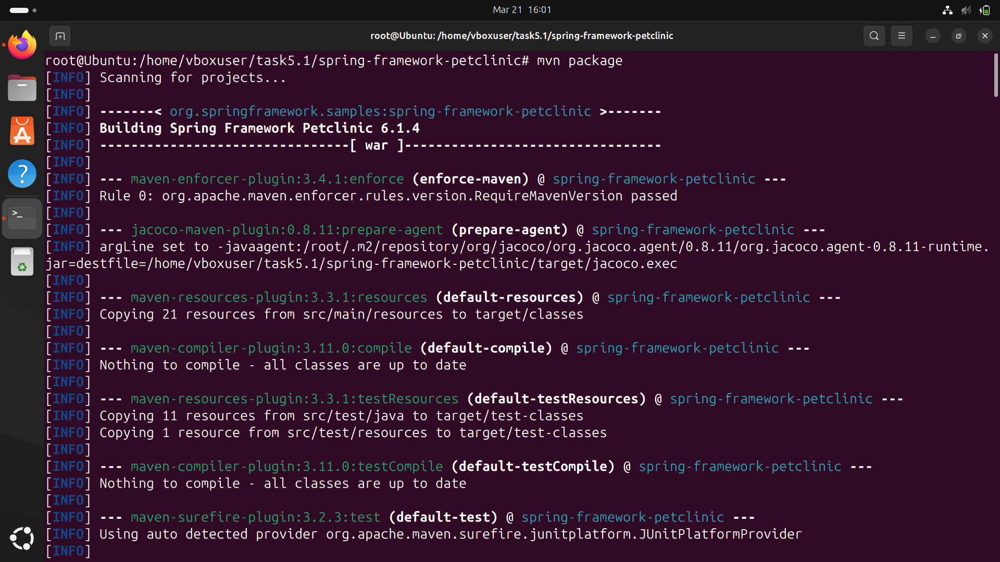 Mar 21 16:01
root@Ubuntu: /home/vboxuser/task5.1/spring-framework-petclinic
root@Ubuntu:/home/vboxuser/task5.1/spring-framework-petclinic# mvn package
[INFO] Scanning for projects...
[INFO]
[INFO] -------< org.springframework.samples:spring-framework-petclinic >-------
[INFO] Building Spring Framework Petclinic 6.1.4
[INFO] --------------------------------[ war ]---------------------------------
[INFO]
[INFO] --- maven-enforcer-plugin:3.4.1:enforce (enforce-maven) @ spring-framework-petclinic ---
[INFO] Rule 0: org.apache.maven.enforcer.rules.version.RequireMavenVersion passed
[INFO]
[INFO] --- jacoco-maven-plugin:0.8.11:prepare-agent (prepare-agent) @ spring-framework-petclinic ---
[INFO] argLine set to -javaagent:/root/.m2/repository/org/jacoco/org.jacoco.agent/0.8.11/org.jacoco.agent-0.8.11-runtime.
jar=destfile=/home/vboxuser/task5.1/spring-framework-petclinic/target/jacoco.exec
[INFO]
[INFO] --- maven-resources-plugin:3.3.1:resources (default-resources) @ spring-framework-petclinic ---
[INFO] Copying 21 resources from src/main/resources to target/classes
[INFO]
[INFO] --- maven-compiler-plugin:3.11.0:compile (default-compile) @ spring-framework-petclinic ---
[INFO] Nothing to compile - all classes are up to date
[INFO]
[INFO] --- maven-resources-plugin:3.3.1:testResources (default-testResources) @ spring-framework-petclinic ---
[INFO] Copying 11 resources from src/test/java to target/test-classes
[INFO] Copying 1 resource from src/test/resources to target/test-classes
[INFO]
[INFO] --- maven-compiler-plugin:3.11.0:testCompile (default-testCompile) @ spring-framework-petclinic ---
[INFO] Nothing to compile - all classes are up to date
[INFO]
[INFO] --- maven-surefire-plugin:3.2.3:test (default-test) @ spring-framework-petclinic ---
[INFO] Using auto detected provider org.apache.maven.surefire.junitplatform.JUnitPlatformProvider
[INFO]